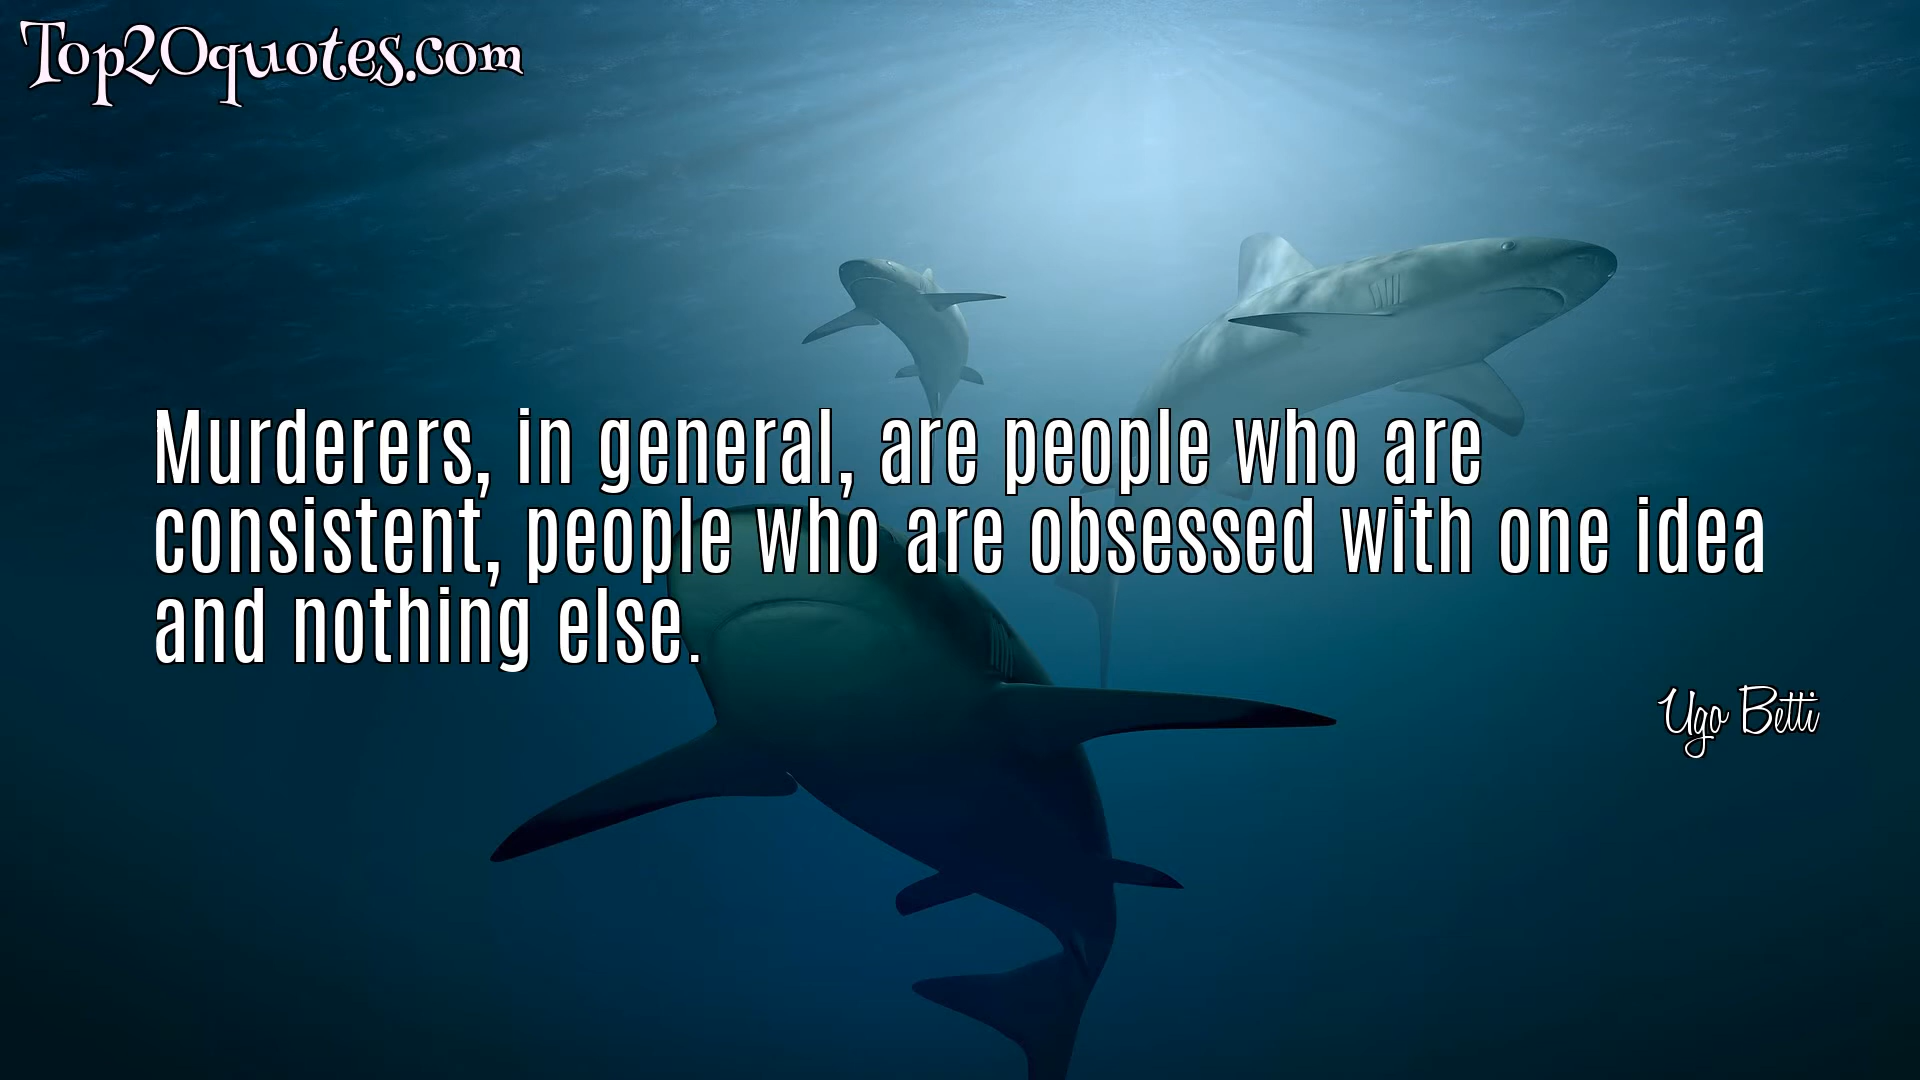 Top20quotes.com
Murderers, in general, are people who are
consistent, people who are obsessed with one idea
and nothing else.
Ugo Betti